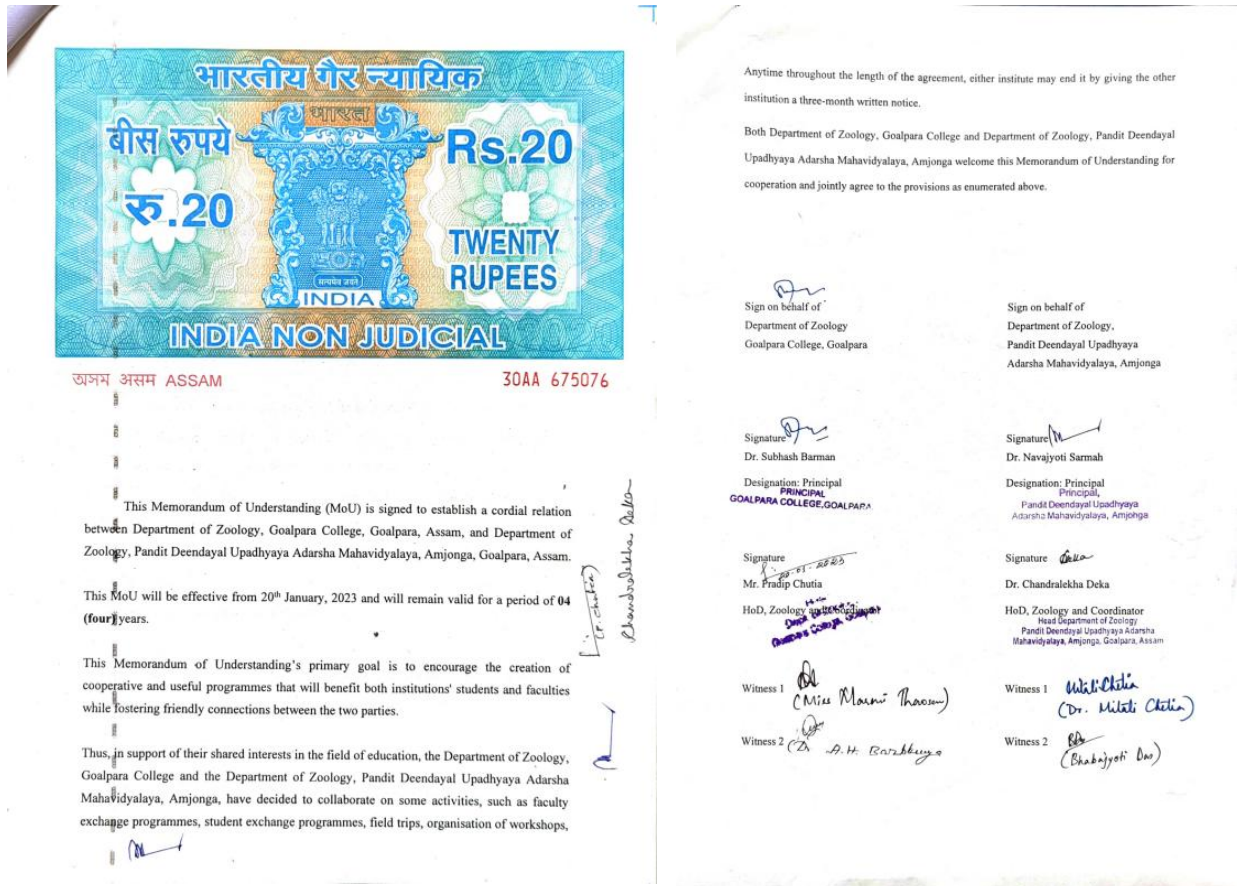 भारतीय गैर न्यायिक
भारत
बीस रुपये
Rs.20
रु.20
TWENTY
RUPEES
सत्यमेव जयते
INDIA
INDIA NON JUDICIAL
অসম असम ASSAM
30AA 675076
This Memorandum of Understanding (MoU) is signed to establish a cordial relation
between Department of Zoology, Goalpara College, Goalpara, Assam, and Department of
Zoology, Pandit Deendayal Upadhyaya Adarsha Mahavidyalaya, Amjonga, Goalpara, Assam.
This MoU will be effective from 20th January, 2023 and will remain valid for a period of 04
(four) years.
This Memorandum of Understanding's primary goal is to encourage the creation of
cooperative and useful programmes that will benefit both institutions' students and faculties
while fostering friendly connections between the two parties.
Thus, in support of their shared interests in the field of education, the Department of Zoology,
Goalpara College and the Department of Zoology, Pandit Deendayal Upadhyaya Adarsha
Mahavidyalaya, Amjonga, have decided to collaborate on some activities, such as faculty
exchange programmes, student exchange programmes, field trips, organisation of workshops,
(P. Chutia)
Chandralekha Deka
Anytime throughout the length of the agreement, either institute may end it by giving the other
institution a three-month written notice.
Both Department of Zoology, Goalpara College and Department of Zoology, Pandit Deendayal
Upadhyaya Adarsha Mahavidyalaya, Amjonga welcome this Memorandum of Understanding for
cooperation and jointly agree to the provisions as enumerated above.
Sign on behalf of
Department of Zoology
Goalpara College, Goalpara
Sign on behalf of
Department of Zoology,
Pandit Deendayal Upadhyaya
Adarsha Mahavidyalaya, Amjonga
Signature
Dr. Subhash Barman
Designation: Principal
PRINCIPAL
GOALPARA COLLEGE, GOALPARA
Signature
Dr. Navajyoti Sarmah
Designation: Principal
Principal,
Pandit Deendayal Upadhyaya
Adarsha Mahavidyalaya, Amjonga
Signature
20-01-2023
Mr. Pradip Chutia
HoD, Zoology and Coordinator
Signature Deka
Dr. Chandralekha Deka
HoD, Zoology and Coordinator
Head Department of Zoology
Pandit Deendayal Upadhyaya Adarsha
Mahavidyalaya, Amjonga, Goalpara, Assam
Witness 1
(Miss Marmi Thaosen)
Witness 2
A.H. Barbhuiya
Witness 1 Mitali Chetia
(Dr. Mitali Chetia)
Witness 2
(Bhabajyoti Das)